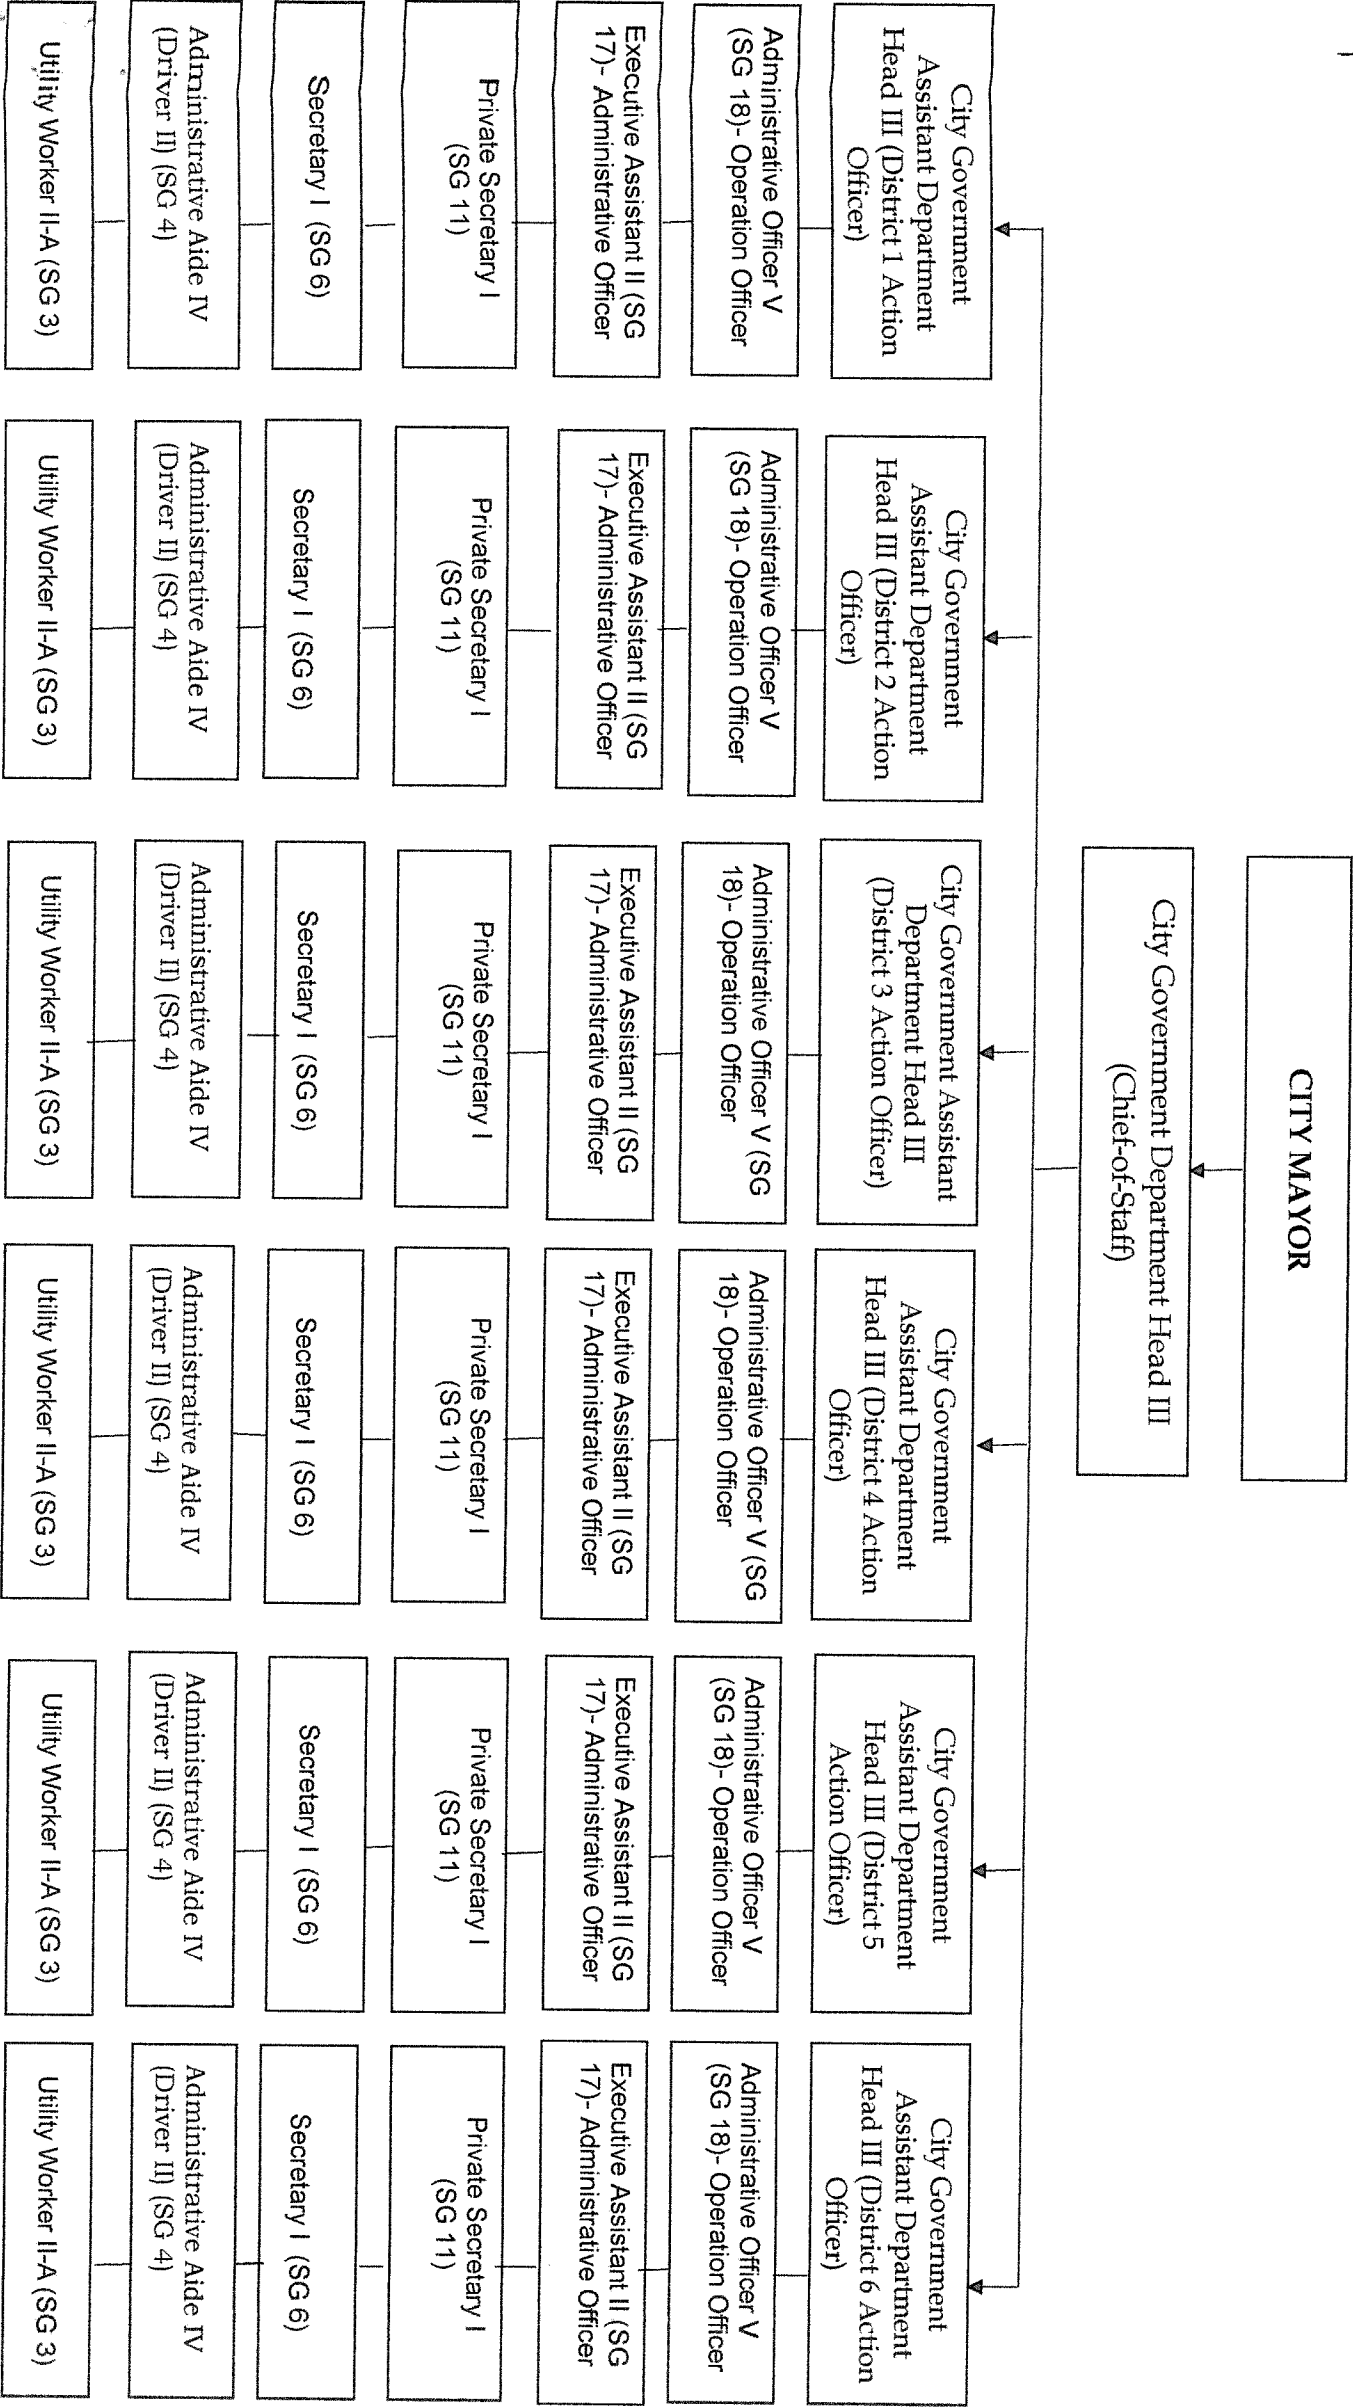 CITY MAYOR
City Government Department Head III
(Chief-of-Staff)
City Government
Assistant Department
Head III (District 1 Action
Officer)
City Government
Assistant Department
Head III (District 2 Action
Officer)
City Government Assistant
Department Head III
(District 3 Action Officer)
City Government
Assistant Department
Head III (District 4 Action
Officer)
City Government
Assistant Department
Head III (District 5
Action Officer)
City Government
Assistant Department
Head III (District 6 Action
Officer)
Administrative Officer V
(SG 18)- Operation Officer
Administrative Officer V
(SG 18)- Operation Officer
Administrative Officer V (SG
18)- Operation Officer
Administrative Officer V (SG
18)- Operation Officer
Administrative Officer V
(SG 18)- Operation Officer
Administrative Officer V
(SG 18)- Operation Officer
Executive Assistant II (SG
17)- Administrative Officer
Executive Assistant II (SG
17)- Administrative Officer
Executive Assistant II (SG
17)- Administrative Officer
Executive Assistant II (SG
17)- Administrative Officer
Executive Assistant II (SG
17)- Administrative Officer
Executive Assistant II (SG
17)- Administrative Officer
Private Secretary I
(SG 11)
Private Secretary I
(SG 11)
Private Secretary I
(SG 11)
Private Secretary I
(SG 11)
Private Secretary I
(SG 11)
Private Secretary I
(SG 11)
Secretary I (SG 6)
Secretary I (SG 6)
Secretary I (SG 6)
Secretary I (SG 6)
Secretary I (SG 6)
Secretary I (SG 6)
Administrative Aide IV
(Driver II) (SG 4)
Administrative Aide IV
(Driver II) (SG 4)
Administrative Aide IV
(Driver II) (SG 4)
Administrative Aide IV
(Driver II) (SG 4)
Administrative Aide IV
(Driver II) (SG 4)
Administrative Aide IV
(Driver II) (SG 4)
Utility Worker II-A (SG 3)
Utility Worker II-A (SG 3)
Utility Worker II-A (SG 3)
Utility Worker II-A (SG 3)
Utility Worker II-A (SG 3)
Utility Worker II-A (SG 3)